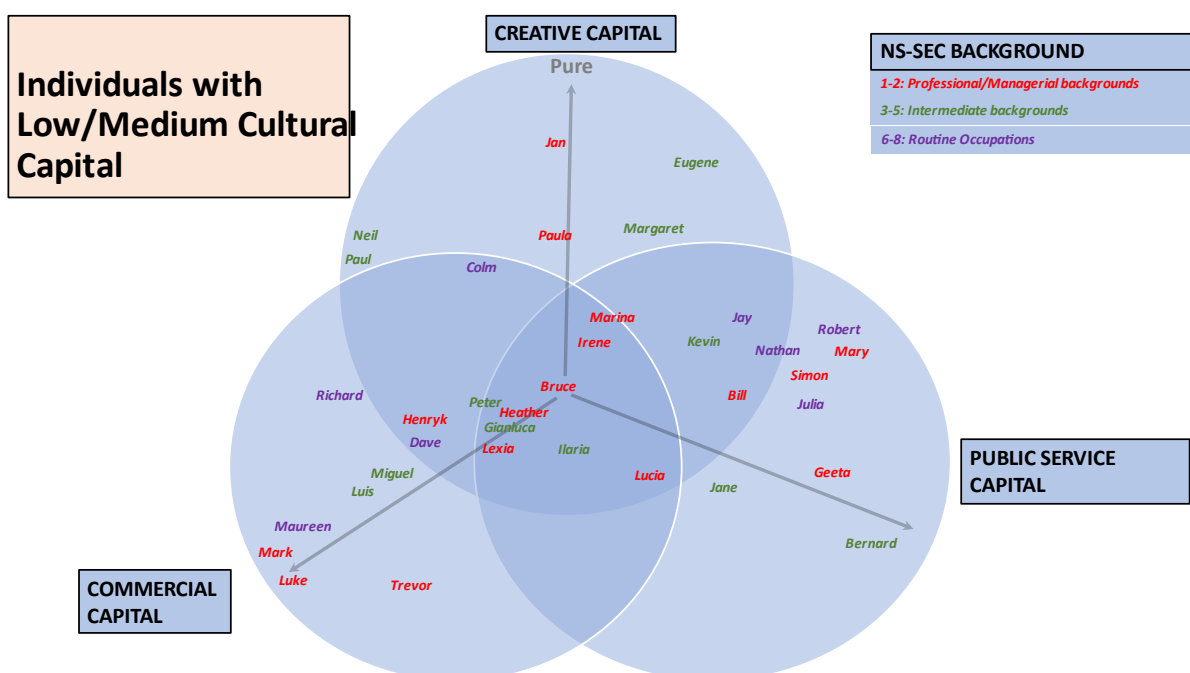 CREATIVE CAPITAL
Individuals with
Low/Medium Cultural
Capital
NS-SEC BACKGROUND
1-2: Professional/Managerial backgrounds
3-5: Intermediate backgrounds
6-8: Routine Occupations
Pure
Jan
Eugene
Margaret
Neil
Paula
Paul
Colm
Marina
Jay
Robert
Irene
Kevin
Nathan
Mary
Simon
Bruce
Richard
Bill
Julia
Peter
Heather
Henryk
Gianluca
Dave
Lexia
Ilaria
Miguel
Lucia
Geeta
Luis
Jane
PUBLIC SERVICE
CAPITAL
Maureen
Bernard
Mark
Luke
Trevor
COMMERCIAL
CAPITAL